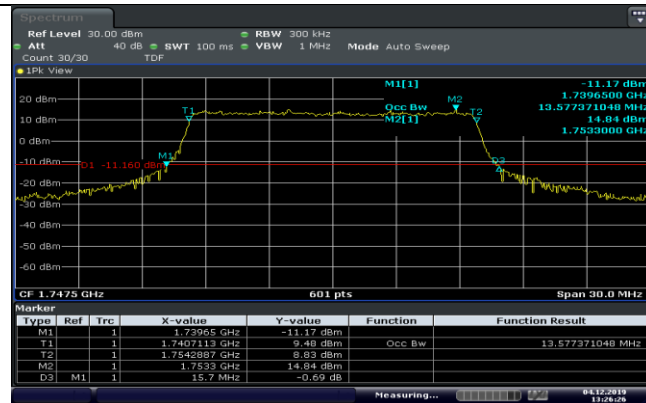 Spectrum
Ref Level 30.00 dBm RBW 300 kHz
Att 40 dB SWT 100 ms VBW 1 MHz Mode Auto Sweep
Count 30/30 TDF
1Pk View
M1[1] -11.17 dBm
1.7396500 GHz
Occ Bw 13.577371048 MHz
M2[1] 14.84 dBm
1.7533000 GHz
20 dBm
10 dBm
0 dBm
-10 dBm
-20 dBm
-30 dBm
-40 dBm
-50 dBm
-60 dBm
T1
M2
T2
M1
D1 -11.160 dBm
D3
CF 1.7475 GHz 601 pts Span 30.0 MHz
Marker
Type Ref Trc X-value Y-value Function Function Result
M1 1 1.73965 GHz -11.17 dBm
T1 1 1.7407113 GHz 9.48 dBm Occ Bw 13.577371048 MHz
T2 1 1.7542887 GHz 8.83 dBm
M2 1 1.7533 GHz 14.84 dBm
D3 M1 1 15.7 MHz -0.69 dB
Measuring... 04.12.2019
13:26:26